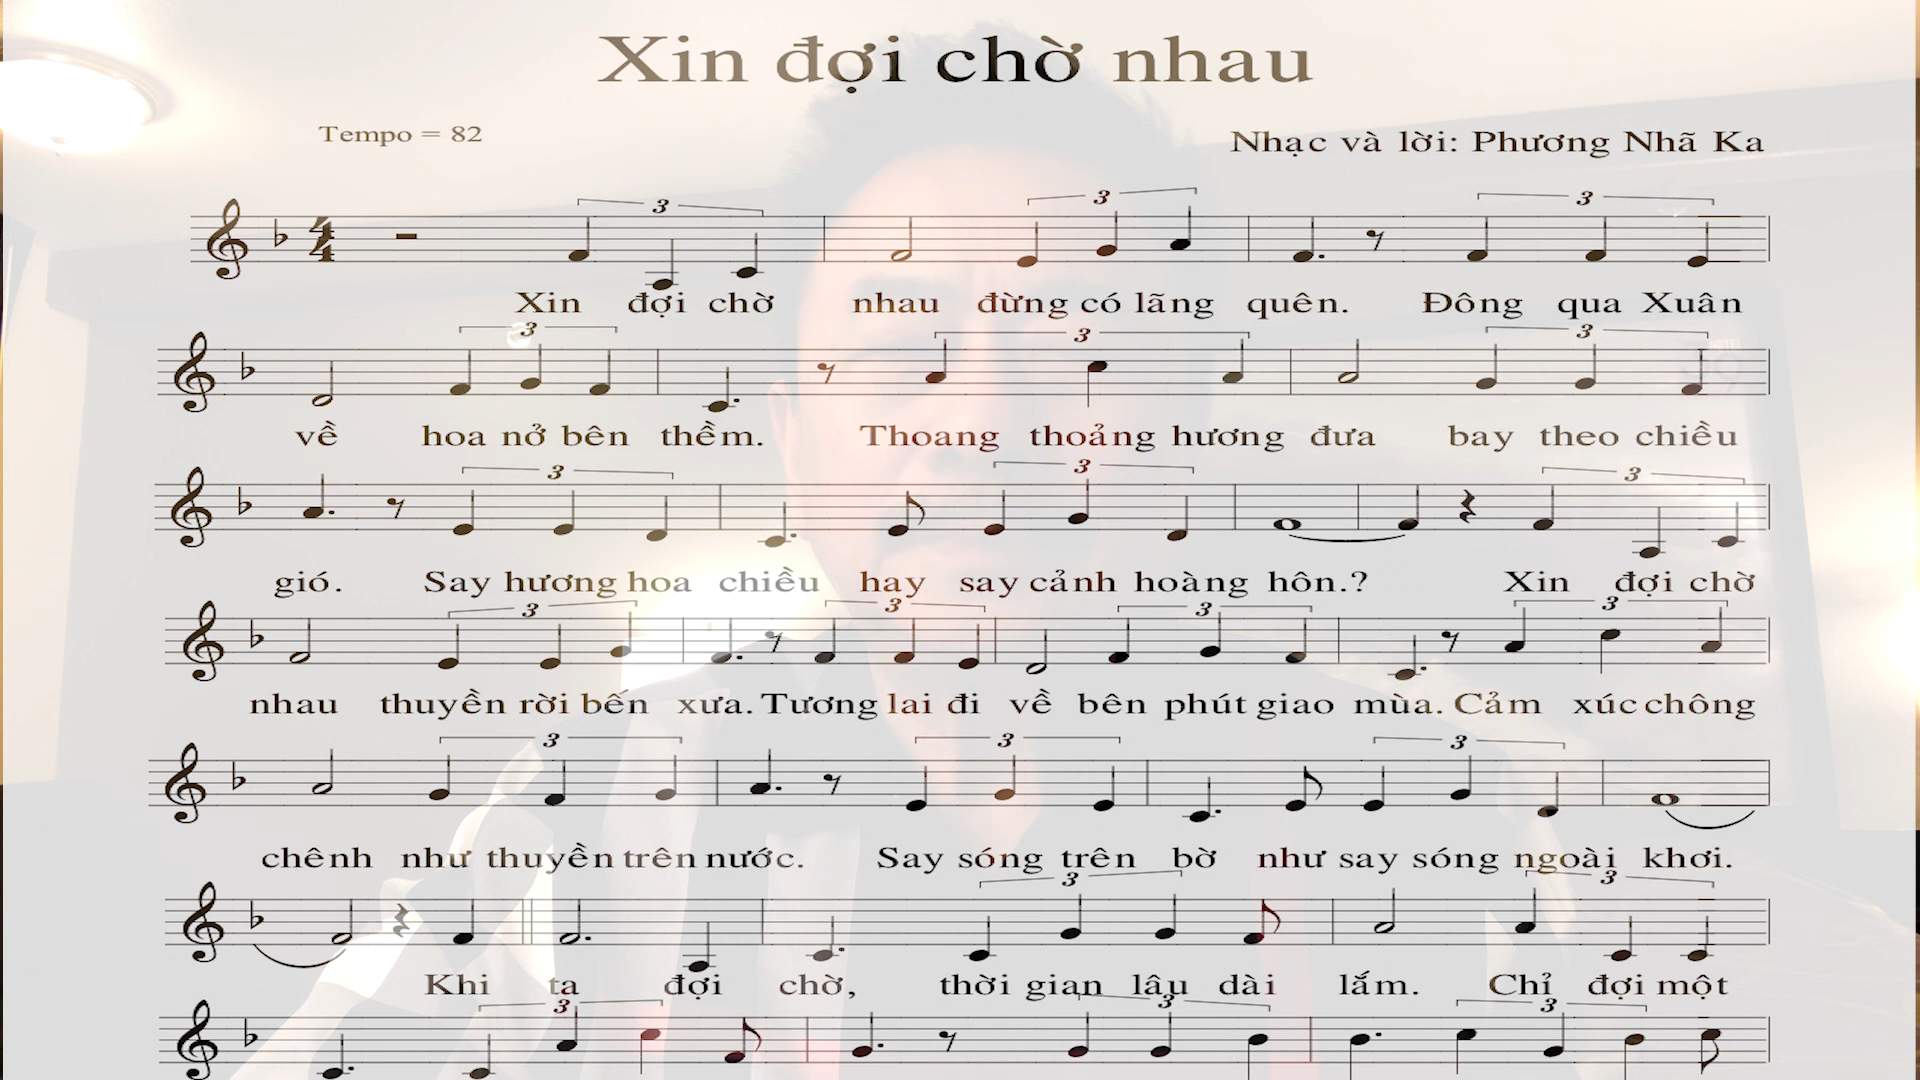 Xin đợi chờ nhau
Tempo = 82
Nhạc và lời: Phương Nhã Ka
3 3 3
Xin đợi chờ nhau đừng có lãng quên. Đông qua Xuân
3 3 3
về hoa nở bên thềm. Thoang thoảng hương đưa bay theo chiều
3 3 3
gió. Say hương hoa chiều hay say cảnh hoàng hôn.? Xin đợi chờ
3 3 3 3
nhau thuyền rời bến xưa. Tương lai đi về bên phút giao mùa. Cảm xúc chông
3 3 3
chênh như thuyền trên nước. Say sóng trên bờ như say sóng ngoài khơi.
3 3
Khi ta đợi chờ, thời gian lâu dài lắm. Chỉ đợi một
3 3 3